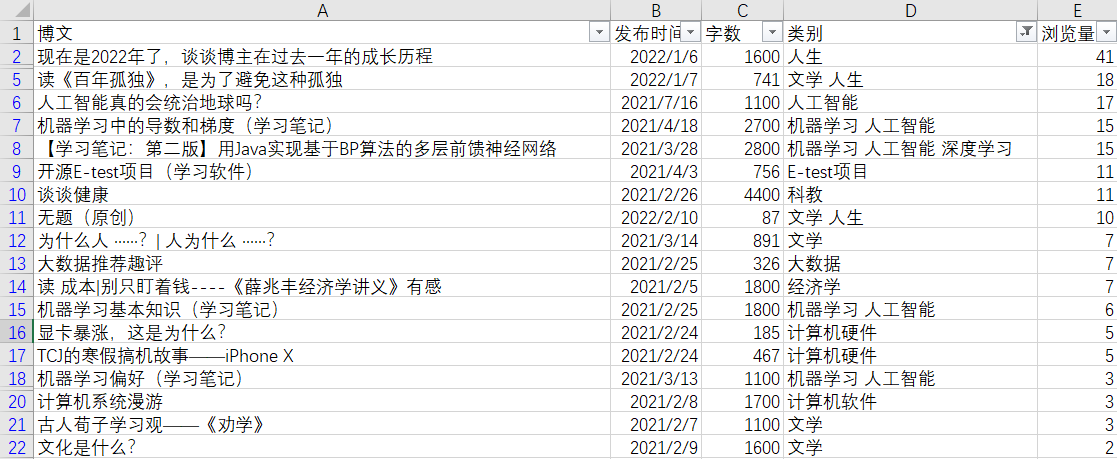 A B C D E
1 博文 发布时间 字数 类别 浏览量
2 现在是2022年了，谈谈博主在过去一年的成长历程 2022/1/6 1600 人生 41
5 读《百年孤独》，是为了避免这种孤独 2022/1/7 741 文学 人生 18
6 人工智能真的会统治地球吗？ 2021/7/16 1100 人工智能 17
7 机器学习中的导数和梯度（学习笔记） 2021/4/18 2700 机器学习 人工智能 15
8 【学习笔记：第二版】用Java实现基于BP算法的多层前馈神经网络 2021/3/28 2800 机器学习 人工智能 深度学习 15
9 开源E-test项目（学习软件） 2021/4/3 756 E-test项目 11
10 谈谈健康 2021/2/26 4400 科教 11
11 无题（原创） 2022/2/10 87 文学 人生 10
12 为什么人 ······？ | 人为什么 ······？ 2021/3/14 891 文学 7
13 大数据推荐趣评 2021/2/25 326 大数据 7
14 读 成本|别只盯着钱----《薛兆丰经济学讲义》有感 2021/2/5 1800 经济学 7
15 机器学习基本知识（学习笔记） 2021/2/25 1800 机器学习 人工智能 6
16 显卡暴涨，这是为什么？ 2021/2/24 185 计算机硬件 5
17 TCJ的寒假搞机故事——iPhone X 2021/2/24 467 计算机硬件 5
18 机器学习偏好（学习笔记） 2021/3/13 1100 机器学习 人工智能 3
20 计算机系统漫游 2021/2/8 1700 计算机软件 3
21 古人荀子学习观——《劝学》 2021/2/7 1100 文学 3
22 文化是什么？ 2021/2/9 1600 文学 2